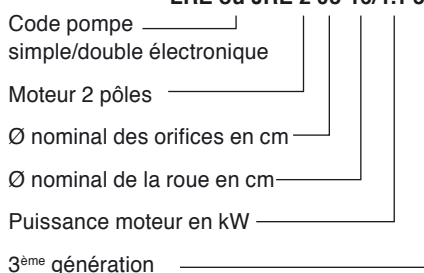 Code pompe
simple/double électronique
Moteur 2 pôles
Ø nominal des orifices en cm
Ø nominal de la roue en cm
Puissance moteur en kW
3ème génération